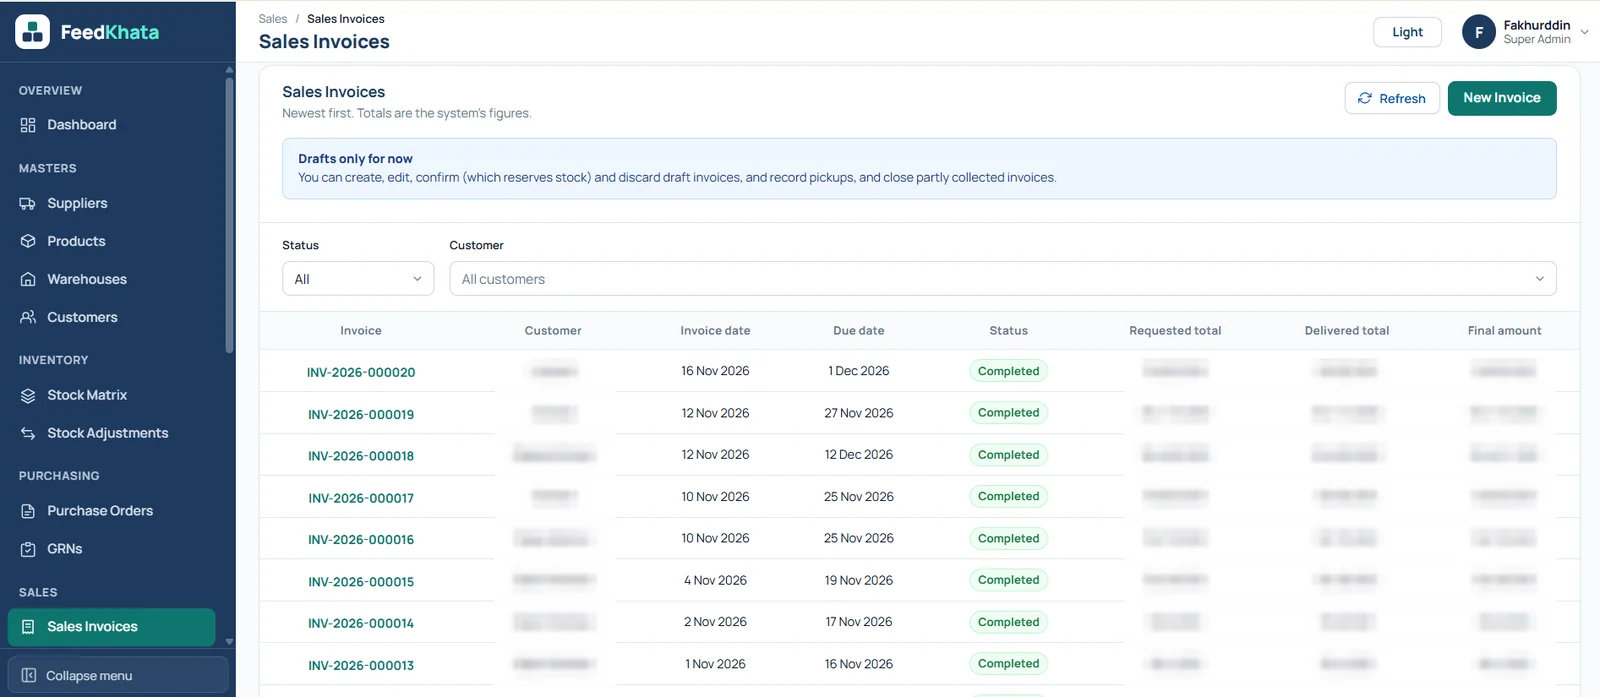 FeedKhata
OVERVIEW
Dashboard
MASTERS
Suppliers
Products
Warehouses
Customers
INVENTORY
Stock Matrix
Stock Adjustments
PURCHASING
Purchase Orders
GRNs
SALES
Sales Invoices
Collapse menu
Sales / Sales Invoices
Sales Invoices
Light
F
Fakhurddin
Super Admin
Sales Invoices
Newest first. Totals are the system's figures.
Refresh
New Invoice
Drafts only for now
You can create, edit, confirm (which reserves stock) and discard draft invoices, and record pickups, and close partly collected invoices.
Status Customer
All All customers
Invoice Customer Invoice date Due date Status Requested total Delivered total Final amount
INV-2026-000020 16 Nov 2026 1 Dec 2026 Completed
INV-2026-000019 12 Nov 2026 27 Nov 2026 Completed
INV-2026-000018 12 Nov 2026 12 Dec 2026 Completed
INV-2026-000017 10 Nov 2026 25 Nov 2026 Completed
INV-2026-000016 10 Nov 2026 25 Nov 2026 Completed
INV-2026-000015 4 Nov 2026 19 Nov 2026 Completed
INV-2026-000014 2 Nov 2026 17 Nov 2026 Completed
INV-2026-000013 1 Nov 2026 16 Nov 2026 Completed